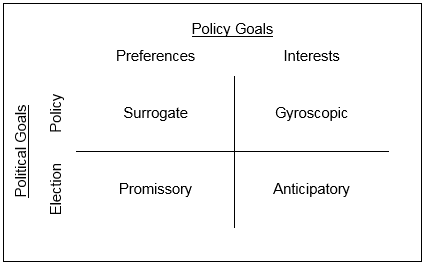 Policy Goals
Preferences Interests
Political Goals
Policy
Surrogate Gyroscopic
Election
Promissory Anticipatory